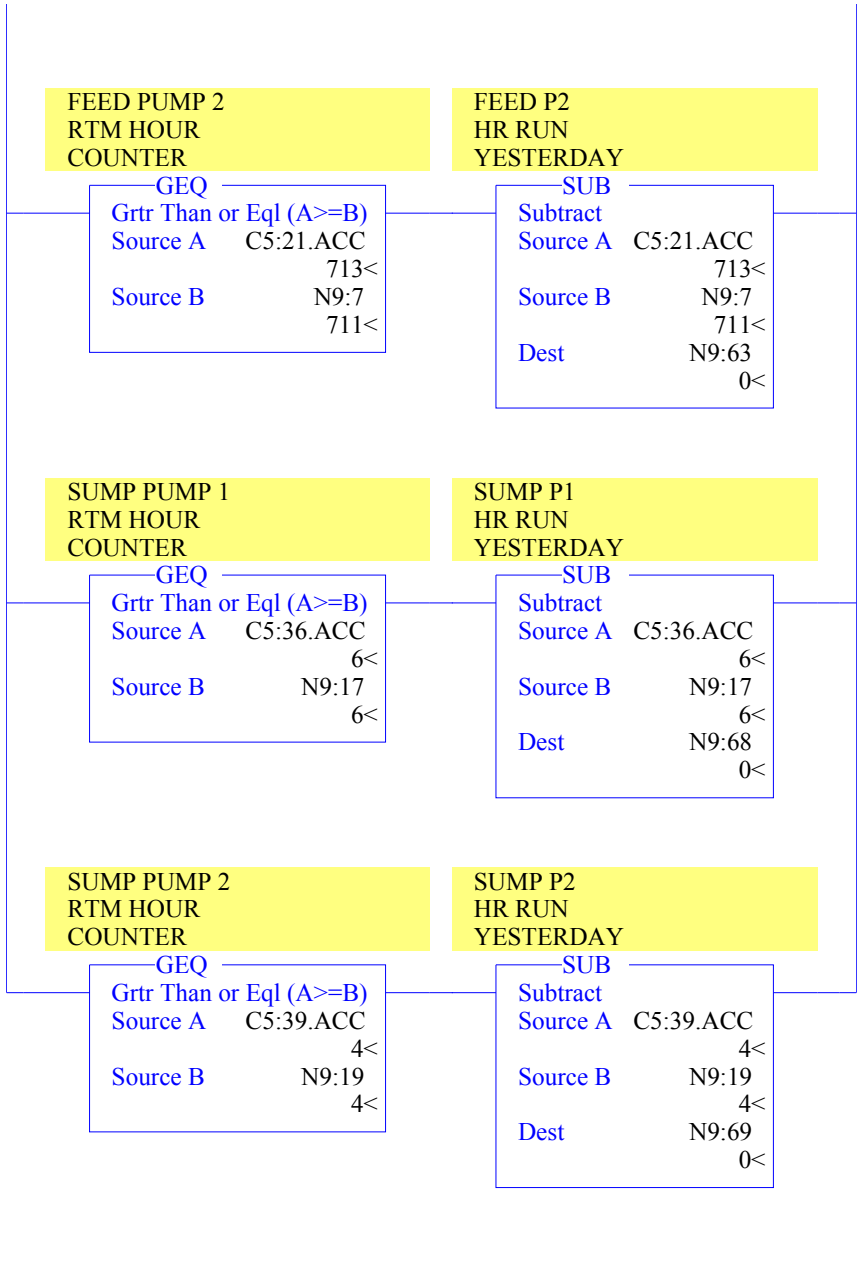 FEED PUMP 2
RTM HOUR
COUNTER
FEED P2
HR RUN
YESTERDAY
GEQ
Grtr Than or Eql (A>=B)
Source A C5:21.ACC
713<
Source B N9:7
711<
SUB
Subtract
Source A C5:21.ACC
713<
Source B N9:7
711<
Dest N9:63
0<
SUMP PUMP 1
RTM HOUR
COUNTER
SUMP P1
HR RUN
YESTERDAY
GEQ
Grtr Than or Eql (A>=B)
Source A C5:36.ACC
6<
Source B N9:17
6<
SUB
Subtract
Source A C5:36.ACC
6<
Source B N9:17
6<
Dest N9:68
0<
SUMP PUMP 2
RTM HOUR
COUNTER
SUMP P2
HR RUN
YESTERDAY
GEQ
Grtr Than or Eql (A>=B)
Source A C5:39.ACC
4<
Source B N9:19
4<
SUB
Subtract
Source A C5:39.ACC
4<
Source B N9:19
4<
Dest N9:69
0<